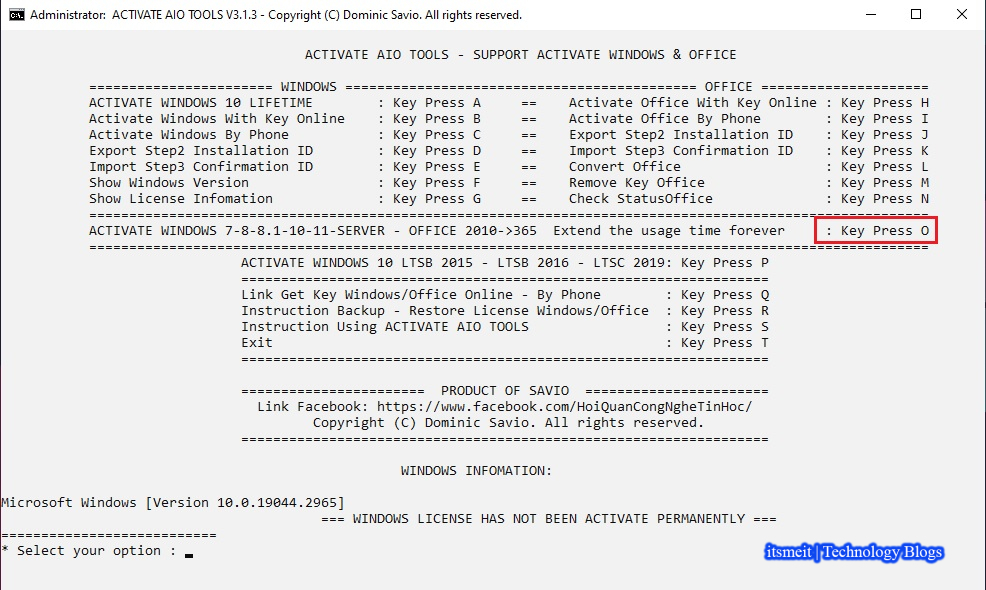 Administrator: ACTIVATE AIO TOOLS V3.1.3 - Copyright (C) Dominic Savio. All rights reserved.
ACTIVATE AIO TOOLS - SUPPORT ACTIVATE WINDOWS & OFFICE
======================= WINDOWS ============================================ OFFICE =====================
ACTIVATE WINDOWS 10 LIFETIME : Key Press A == Activate Office With Key Online : Key Press H
Activate Windows With Key Online : Key Press B == Activate Office By Phone : Key Press I
Activate Windows By Phone : Key Press C == Export Step2 Installation ID : Key Press J
Export Step2 Installation ID : Key Press D == Import Step3 Confirmation ID : Key Press K
Import Step3 Confirmation ID : Key Press E == Convert Office : Key Press L
Show Windows Version : Key Press F == Remove Key Office : Key Press M
Show License Infomation : Key Press G == Check StatusOffice : Key Press N
=========================================================================================================
ACTIVATE WINDOWS 7-8-8.1-10-11-SERVER - OFFICE 2010->365 Extend the usage time forever : Key Press O
=========================================================================================================
ACTIVATE WINDOWS 10 LTSB 2015 - LTSB 2016 - LTSC 2019: Key Press P
==================================================================
Link Get Key Windows/Office Online - By Phone : Key Press Q
Instruction Backup - Restore License Windows/Office : Key Press R
Instruction Using ACTIVATE AIO TOOLS : Key Press S
Exit : Key Press T
==================================================================
======================= PRODUCT OF SAVIO =======================
Link Facebook: https://www.facebook.com/HoiQuanCongNgheTinHoc/
Copyright (C) Dominic Savio. All rights reserved.
==================================================================
WINDOWS INFOMATION:
Microsoft Windows [Version 10.0.19044.2965]
=== WINDOWS LICENSE HAS NOT BEEN ACTIVATE PERMANENTLY ===
===========================
* Select your option : _
itsmeit | Technology Blogs